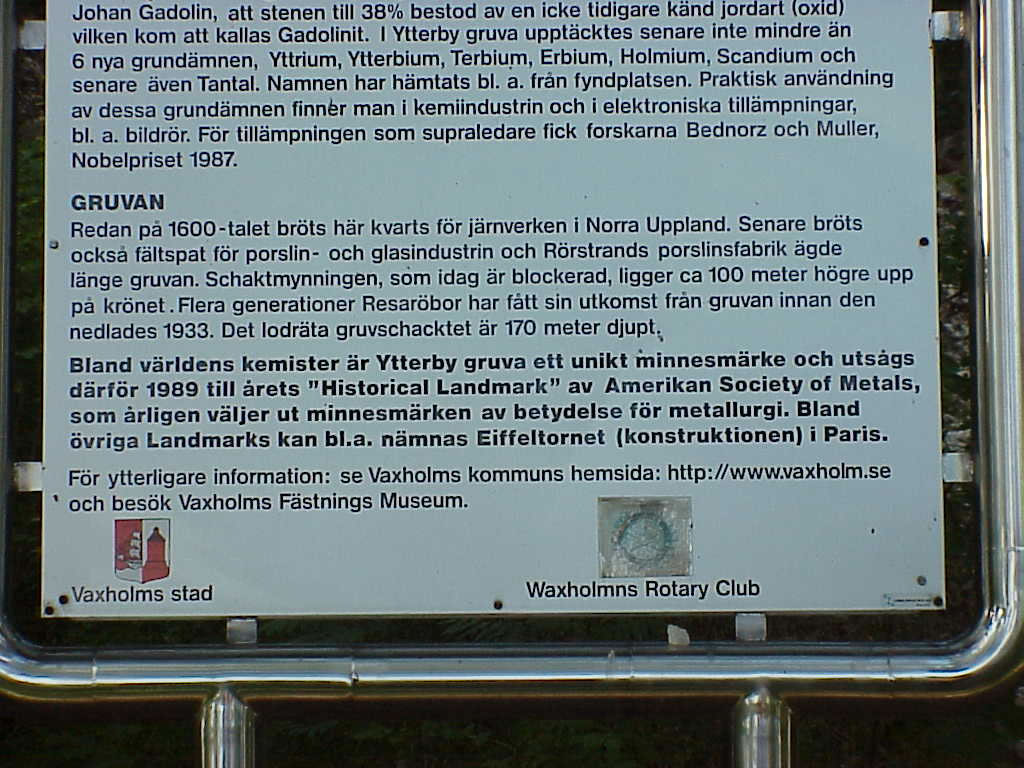 Johan Gadolin, att stenen till 38% bestod av en icke tidigare känd jordart (oxid)
vilken kom att kallas Gadolinit. I Ytterby gruva upptäcktes senare inte mindre än
6 nya grundämnen, Yttrium, Ytterbium, Terbium, Erbium, Holmium, Scandium och
senare även Tantal. Namnen har hämtats bl. a. från fyndplatsen. Praktisk användning
av dessa grundämnen finner man i kemiindustrin och i elektroniska tillämpningar,
bl. a. bildrör. För tillämpningen som supraledare fick forskarna Bednorz och Muller,
Nobelpriset 1987.
GRUVAN
Redan på 1600-talet bröts här kvarts för järnverken i Norra Uppland. Senare bröts
också fältspat för porslin- och glasindustrin och Rörstrands porslinsfabrik ägde
länge gruvan. Schaktmynningen, som idag är blockerad, ligger ca 100 meter högre upp
på krönet. Flera generationer Resaröbor har fått sin utkomst från gruvan innan den
nedlades 1933. Det lodräta gruvschacktet är 170 meter djupt.
Bland världens kemister är Ytterby gruva ett unikt minnesmärke och utsågs
därför 1989 till årets ”Historical Landmark” av Amerikan Society of Metals,
som årligen väljer ut minnesmärken av betydelse för metallurgi. Bland
övriga Landmarks kan bl.a. nämnas Eiffeltornet (konstruktionen) i Paris.
För ytterligare information: se Vaxholms kommuns hemsida: http://www.vaxholm.se
och besök Vaxholms Fästnings Museum.
Vaxholms stad
Waxholmns Rotary Club